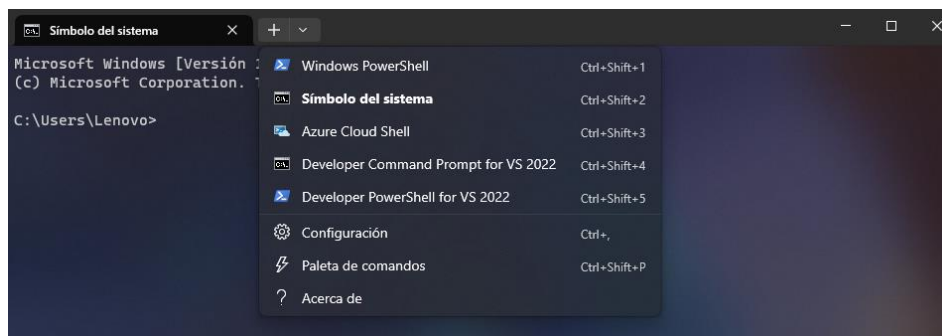 Símbolo del sistema
Microsoft Windows [Versión
(c) Microsoft Corporation.
C:\Users\Lenovo>
Windows PowerShell Ctrl+Shift+1
Símbolo del sistema Ctrl+Shift+2
Azure Cloud Shell Ctrl+Shift+3
Developer Command Prompt for VS 2022 Ctrl+Shift+4
Developer PowerShell for VS 2022 Ctrl+Shift+5
Configuración Ctrl+,
Paleta de comandos Ctrl+Shift+P
Acerca de